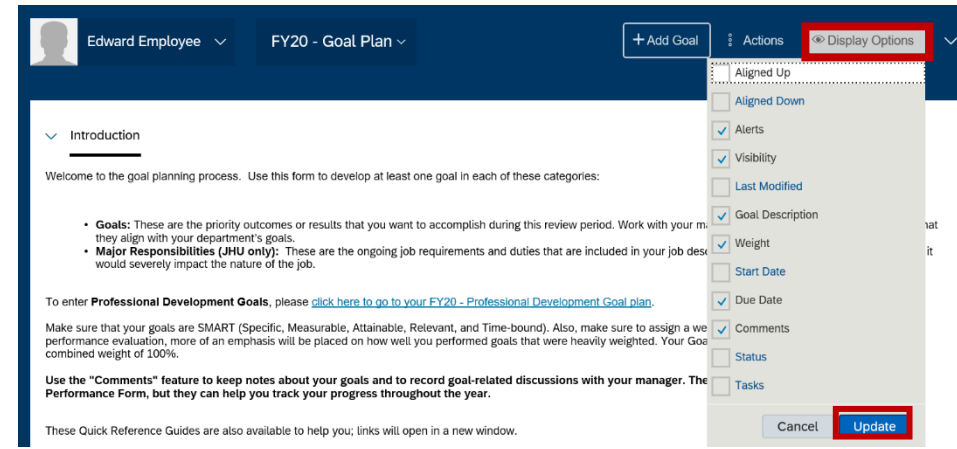 Edward Employee
FY20 - Goal Plan
+ Add Goal
Actions
Display Options
Aligned Up
Aligned Down
Alerts
Visibility
Last Modified
Goal Description
Weight
Start Date
Due Date
Comments
Status
Tasks
Cancel
Update
Introduction
Welcome to the goal planning process. Use this form to develop at least one goal in each of these categories:
• Goals: These are the priority outcomes or results that you want to accomplish during this review period. Work with your
they align with your department's goals.
• Major Responsibilities (JHU only): These are the ongoing job requirements and duties that are included in your job it
would severely impact the nature of the job.
To enter Professional Development Goals, please click here to go to your FY20 - Professional Development Goal plan.
Make sure that your goals are SMART (Specific, Measurable, Attainable, Relevant, and Time-bound). Also, make sure to assign a
performance evaluation, more of an emphasis will be placed on how well you performed goals that were heavily weighted. Your
combined weight of 100%.
Use the "Comments" feature to keep notes about your goals and to record goal-related discussions with your manager.
Performance Form, but they can help you track your progress throughout the year.
These Quick Reference Guides are also available to help you; links will open in a new window.